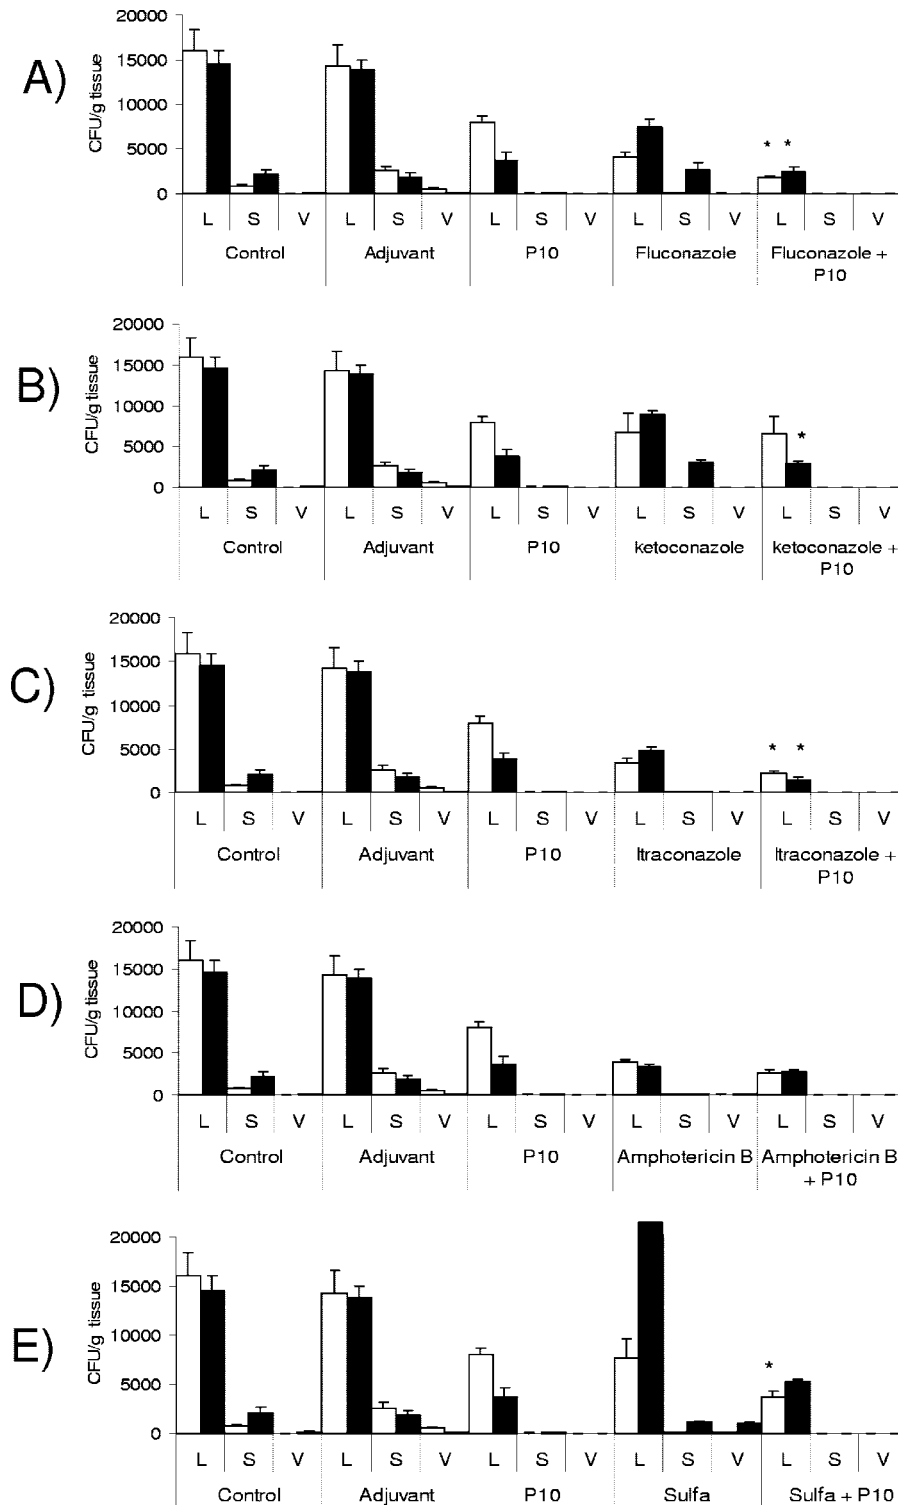 A)
CFU/g tissue
20000
15000
10000
5000
0
* *
L S V L S V L S V L S V L S V
Control Adjuvant P10 Fluconazole Fluconazole +
P10
B)
CFU/g tissue
20000
15000
10000
5000
0
*
L S V L S V L S V L S V L S V
Control Adjuvant P10 ketoconazole ketoconazole +
P10
C)
CFU/g tissue
20000
15000
10000
5000
0
* *
L S V L S V L S V L S V L S V
Control Adjuvant P10 Itraconazole Itraconazole +
P10
D)
CFU/g tissue
20000
15000
10000
5000
0
L S V L S V L S V L S V L S V
Control Adjuvant P10 Amphotericin B Amphotericin B
+ P10
E)
CFU/g tissue
20000
15000
10000
5000
0
*
L S V L S V L S V L S V L S V
Control Adjuvant P10 Sulfa Sulfa + P10